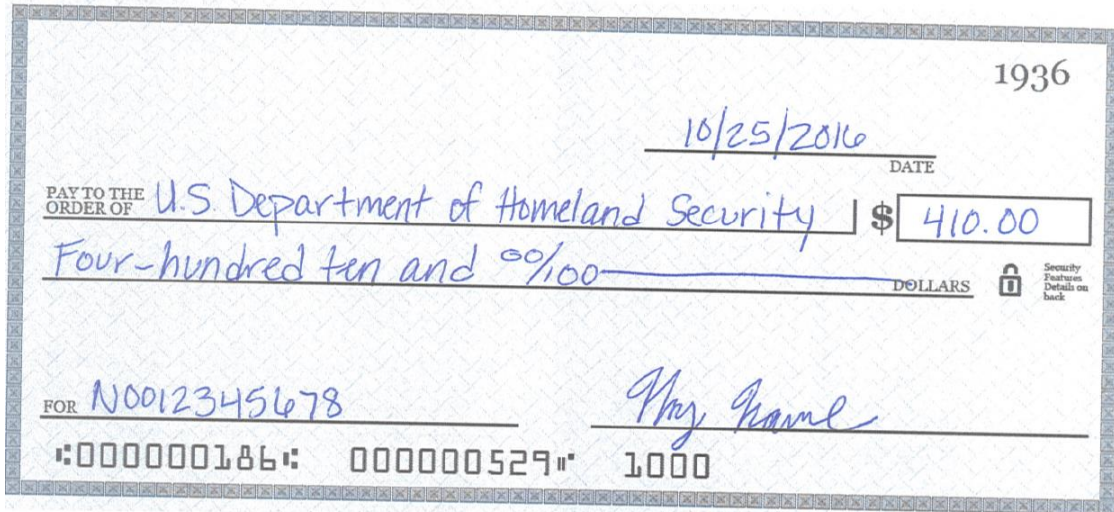 1936
10/25/2016
DATE
PAY TO THE
ORDER OF U.S. Department of Homeland Security $ 410.00
Four-hundred ten and 00/100 DOLLARS
Security
Features
Details on
back
FOR N0012345678 My Name
⑆000000186⑆ 000000529⑈ 1000